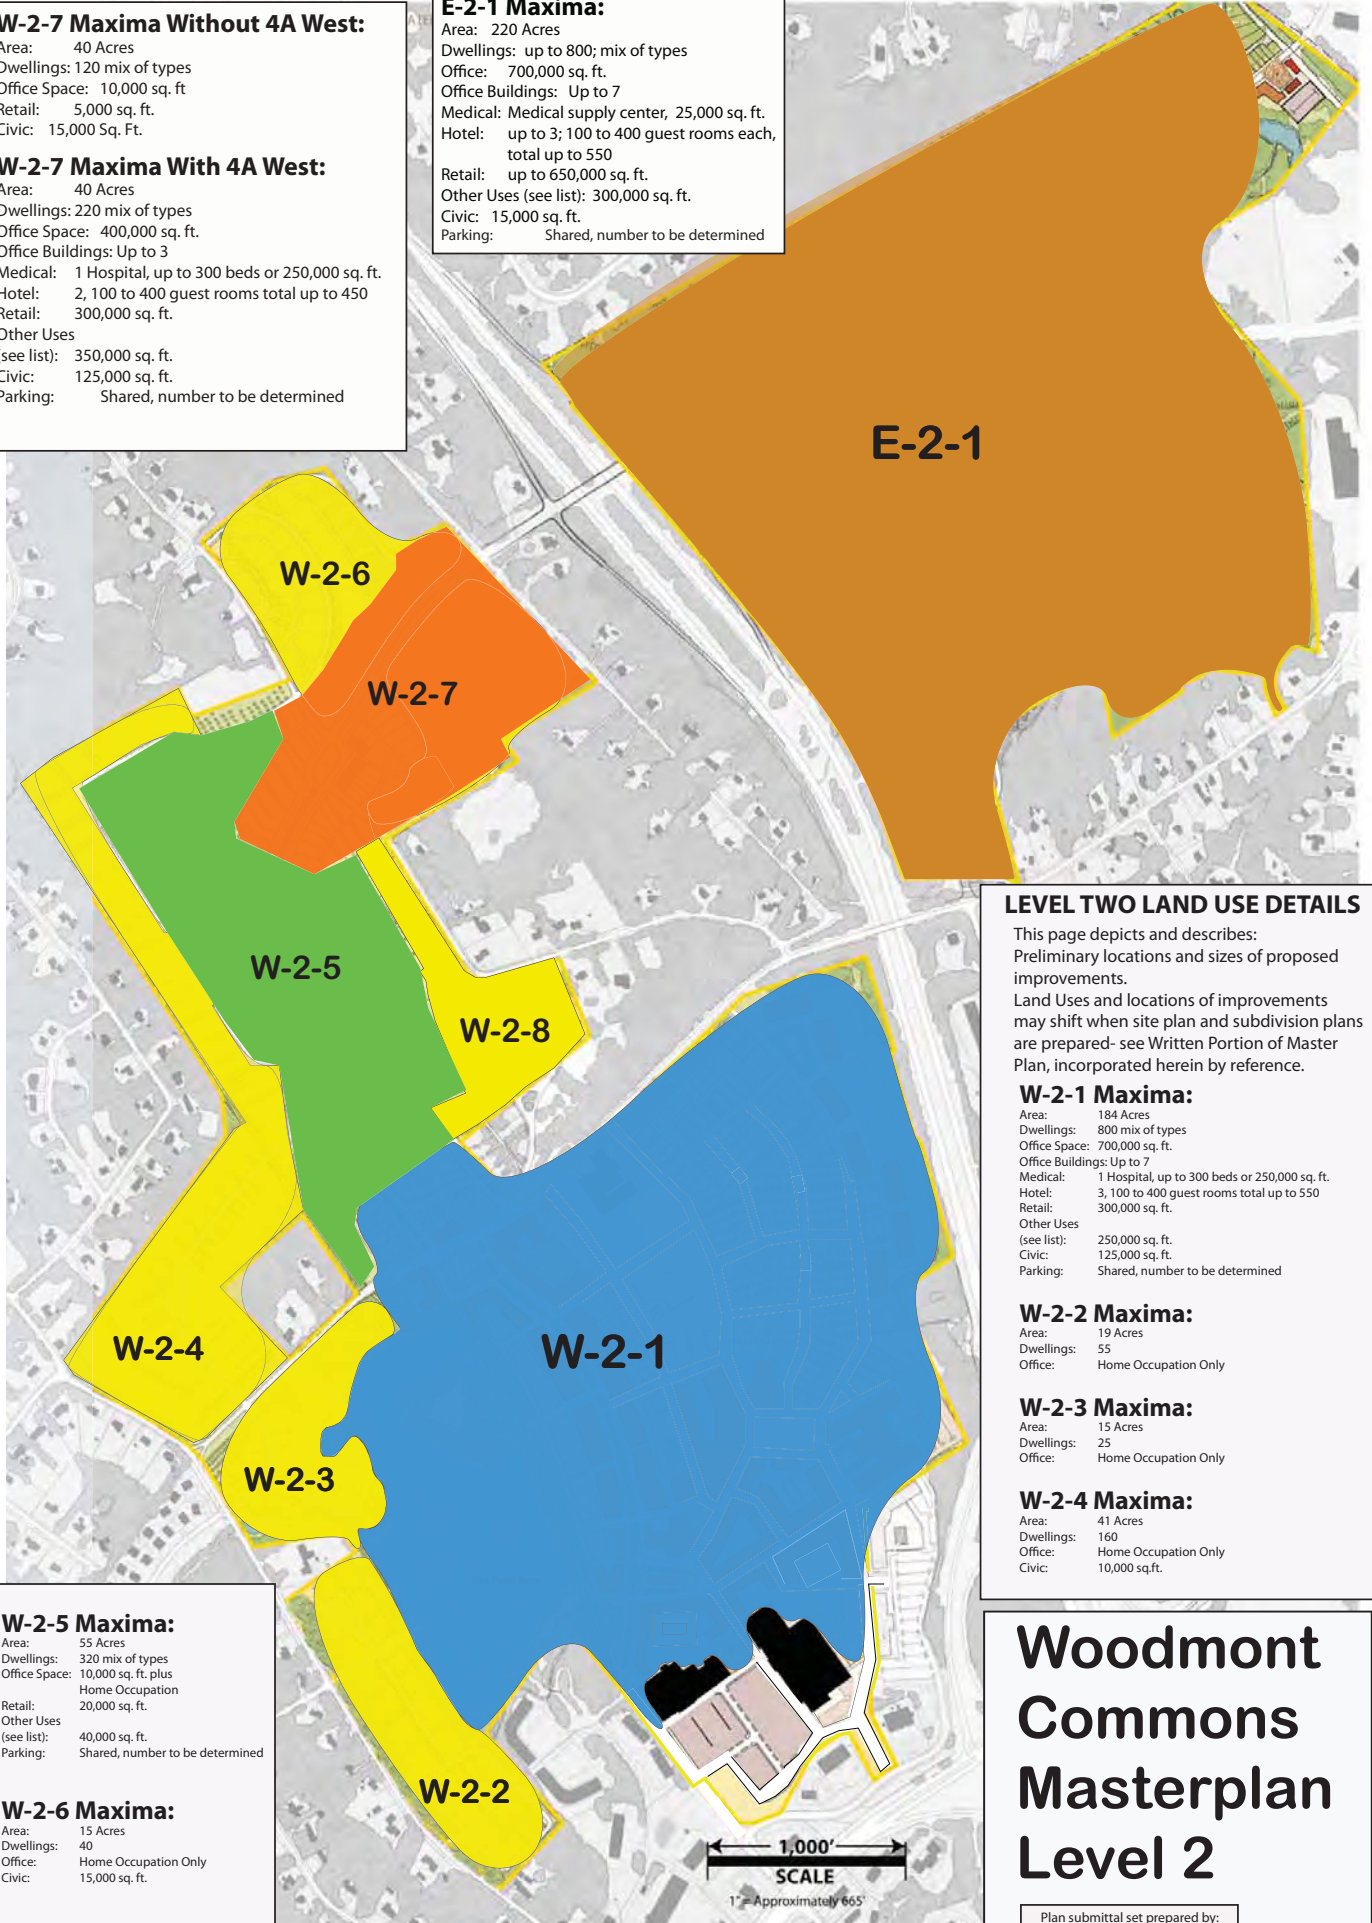 W-2-7 Maxima Without 4A West:
Area: 40 Acres
Dwellings: 120 mix of types
Office Space: 10,000 sq. ft
Retail: 5,000 sq. ft.
Civic: 15,000 Sq. Ft.
W-2-7 Maxima With 4A West:
Area: 40 Acres
Dwellings: 220 mix of types
Office Space: 400,000 sq. ft.
Office Buildings: Up to 3
Medical: 1 Hospital, up to 300 beds or 250,000 sq. ft.
Hotel: 2, 100 to 400 guest rooms total up to 450
Retail: 300,000 sq. ft.
Other Uses
(see list): 350,000 sq. ft.
Civic: 125,000 sq. ft.
Parking: Shared, number to be determined
E-2-1 Maxima:
Area: 220 Acres
Dwellings: up to 800; mix of types
Office: 700,000 sq. ft.
Office Buildings: Up to 7
Medical: Medical supply center, 25,000 sq. ft.
Hotel: up to 3; 100 to 400 guest rooms each,
total up to 550
Retail: up to 650,000 sq. ft.
Other Uses (see list): 300,000 sq. ft.
Civic: 15,000 sq. ft.
Parking: Shared, number to be determined
E-2-1
W-2-6
W-2-7
W-2-5
W-2-8
W-2-4
W-2-1
W-2-3
W-2-2
LEVEL TWO LAND USE DETAILS
This page depicts and describes:
Preliminary locations and sizes of proposed
improvements.
Land Uses and locations of improvements
may shift when site plan and subdivision plans
are prepared- see Written Portion of Master
Plan, incorporated herein by reference.
W-2-1 Maxima:
Area: 184 Acres
Dwellings: 800 mix of types
Office Space: 700,000 sq. ft.
Office Buildings: Up to 7
Medical: 1 Hospital, up to 300 beds or 250,000 sq. ft.
Hotel: 3, 100 to 400 guest rooms total up to 550
Retail: 300,000 sq. ft.
Other Uses
(see list): 250,000 sq. ft.
Civic: 125,000 sq. ft.
Parking: Shared, number to be determined
W-2-2 Maxima:
Area: 19 Acres
Dwellings: 55
Office: Home Occupation Only
W-2-3 Maxima:
Area: 15 Acres
Dwellings: 25
Office: Home Occupation Only
W-2-4 Maxima:
Area: 41 Acres
Dwellings: 160
Office: Home Occupation Only
Civic: 10,000 sq.ft.
W-2-5 Maxima:
Area: 55 Acres
Dwellings: 320 mix of types
Office Space: 10,000 sq. ft. plus
Home Occupation
Retail: 20,000 sq. ft.
Other Uses
(see list): 40,000 sq. ft.
Parking: Shared, number to be determined
W-2-6 Maxima:
Area: 15 Acres
Dwellings: 40
Office: Home Occupation Only
Civic: 15,000 sq. ft.
1,000'
SCALE
1"= Approximately 665'
Woodmont
Commons
Masterplan
Level 2
Plan submittal set prepared by: